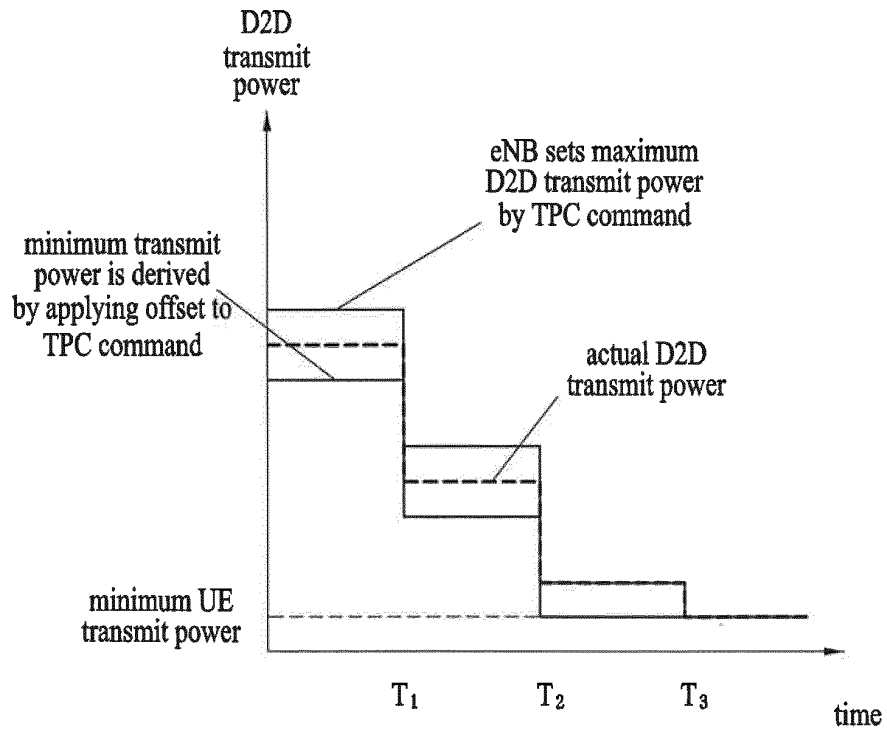 D2D
transmit
power
eNB sets maximum
D2D transmit power
by TPC command
minimum transmit
power is derived
by applying offset to
TPC command
actual D2D
transmit power
minimum UE
transmit power
T1
T2
T3
time